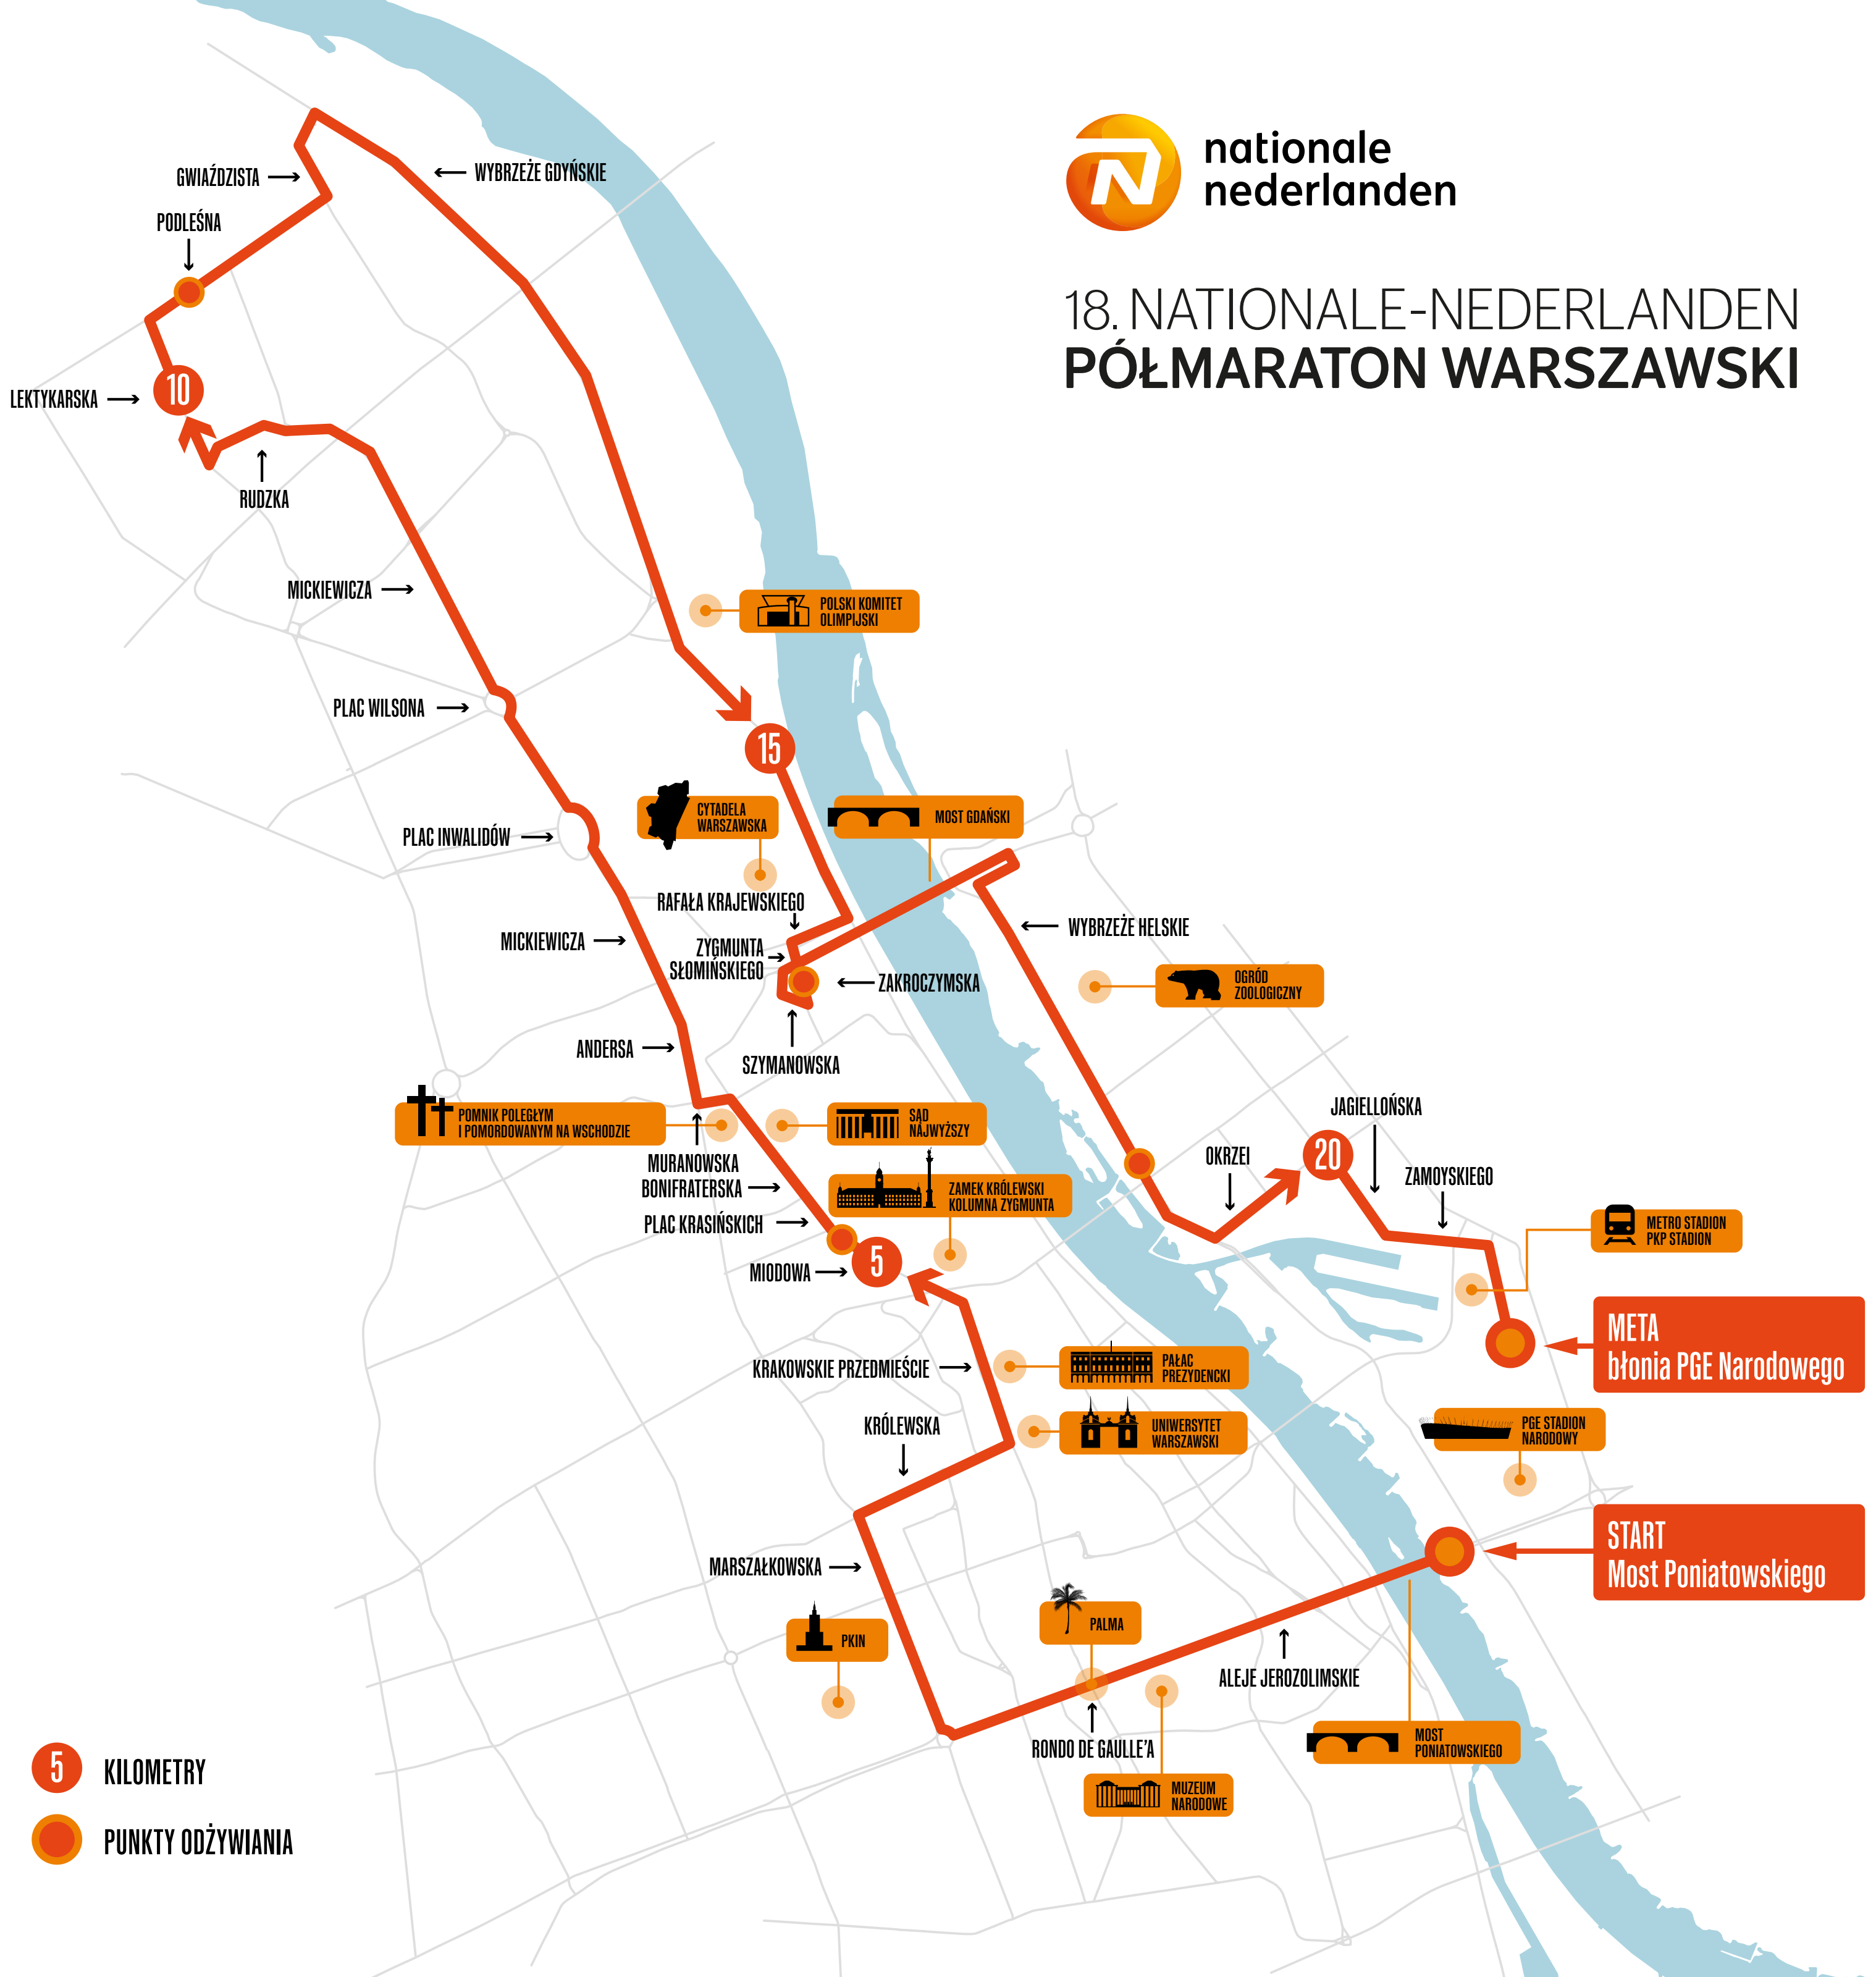 nationale
nederlanden
18. NATIONALE-NEDERLANDEN
PÓŁMARATON WARSZAWSKI
GWIAŹDZISTA
WYBRZEŻE GDYŃSKIE
PODLEŚNA
LEKTYKARSKA
10
RUDZKA
MICKIEWICZA
POLSKI KOMITET
OLIMPIJSKI
PLAC WILSONA
15
CYTADELA
WARSZAWSKA
MOST GDAŃSKI
PLAC INWALIDÓW
RAFAŁA KRAJEWSKIEGO
WYBRZEŻE HELSKIE
MICKIEWICZA
ZYGMUNTA
SŁOMIŃSKIEGO
ZAKROCZYMSKA
OGRÓD
ZOOLOGICZNY
ANDERSA
SZYMANOWSKA
POMNIK POLEGŁYM
I POMORDOWANYM NA WSCHODZIE
SĄD
NAJWYŻSZY
JAGIELLOŃSKA
MURANOWSKA
BONIFRATERSKA
OKRZEI
20
ZAMOYSKIEGO
ZAMEK KRÓLEWSKI
KOLUMNA ZYGMUNTA
PLAC KRASIŃSKICH
METRO STADION
PKP STADION
MIODOWA
5
META
błonia PGE Narodowego
KRAKOWSKIE PRZEDMIEŚCIE
PAŁAC
PREZYDENCKI
KRÓLEWSKA
UNIWERSYTET
WARSZAWSKI
PGE STADION
NARODOWY
START
Most Poniatowskiego
MARSZAŁKOWSKA
PKIN
PALMA
ALEJE JEROZOLIMSKIE
RONDO DE GAULLE'A
MOST
PONIATOWSKIEGO
MUZEUM
NARODOWE
5
KILOMETRY
PUNKTY ODŻYWIANIA